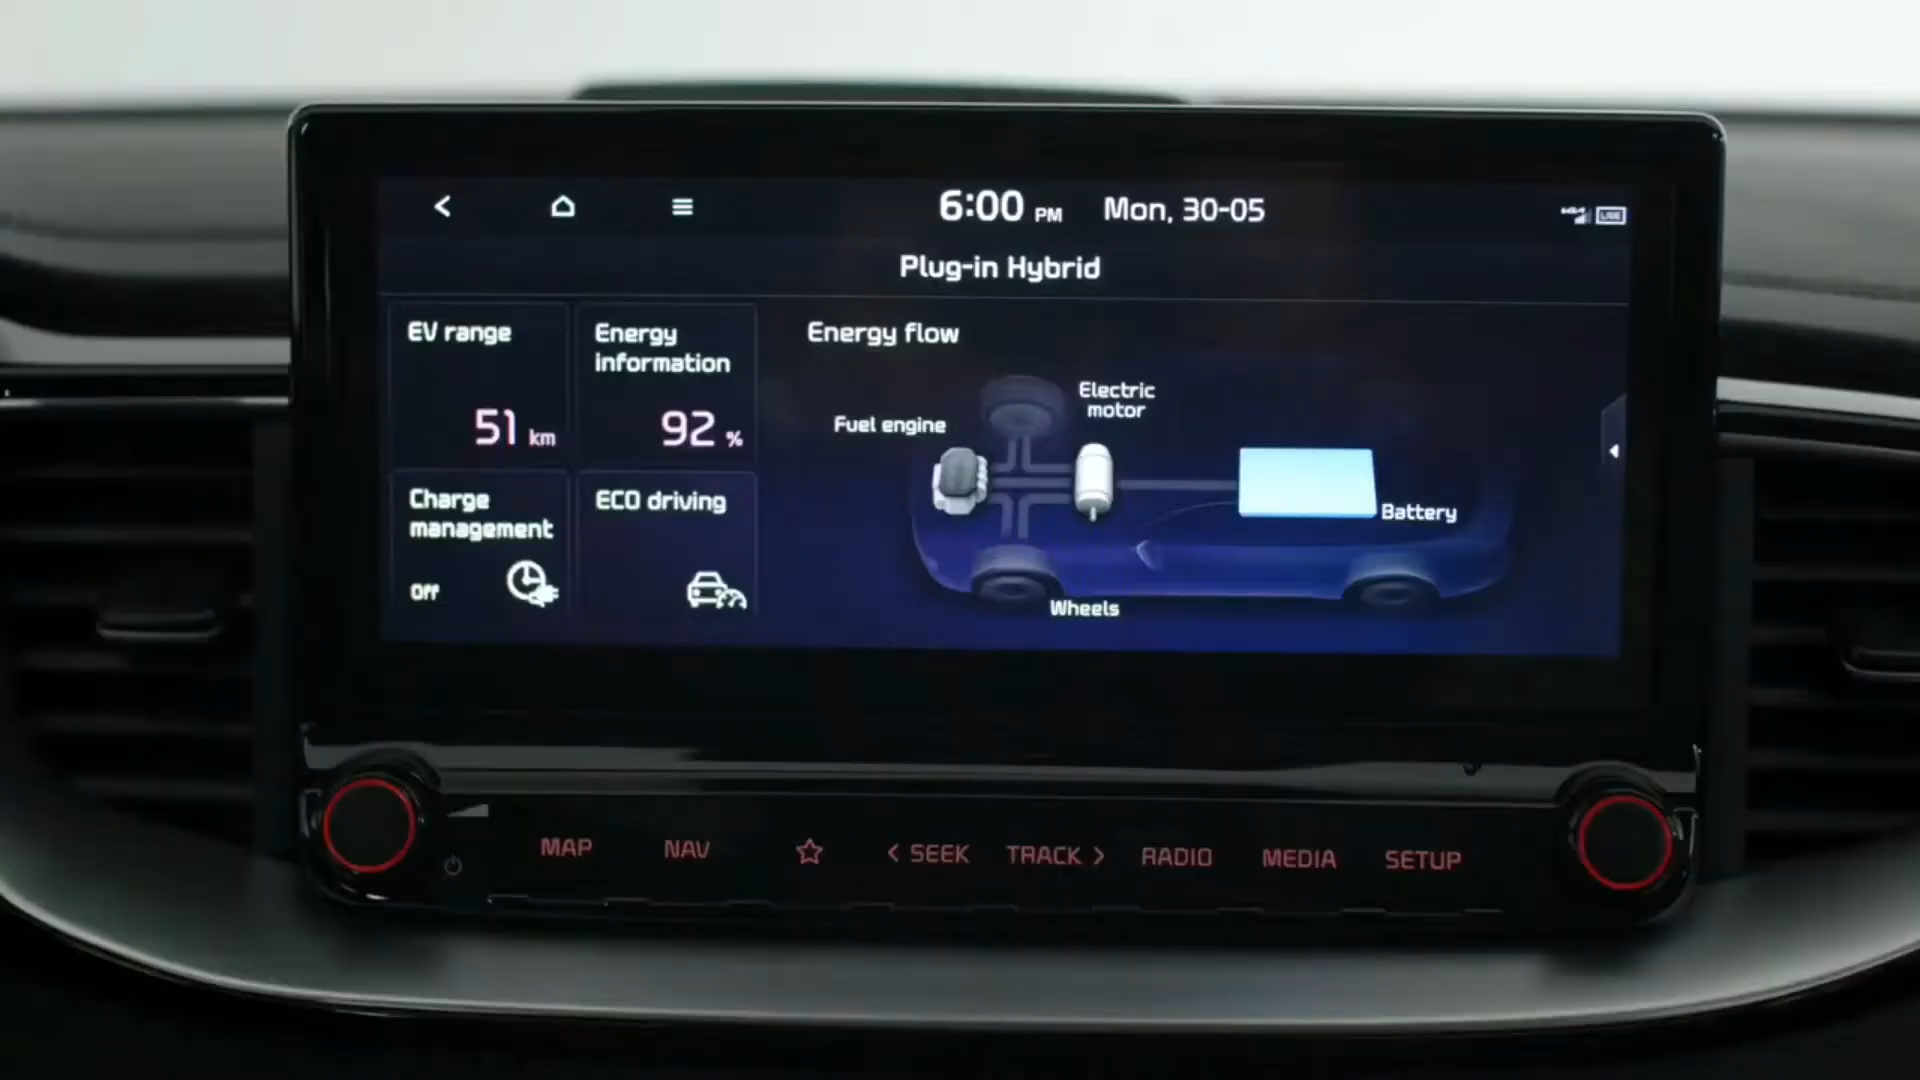 6:00 PM Mon, 30-05
LIVE
Plug-in Hybrid
EV range
51 km
Energy
information
92 %
Charge
management
Off
ECO driving
Energy flow
Electric
motor
Fuel engine
Battery
Wheels
MAP NAV < SEEK TRACK > RADIO MEDIA SETUP